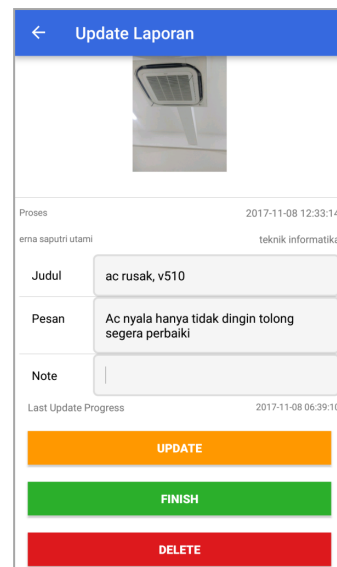 Update Laporan
Proses 2017-11-08 12:33:14
erna saputri utami teknik informatika
Judul ac rusak, v510
Pesan Ac nyala hanya tidak dingin tolong
segera perbaiki
Note
Last Update Progress 2017-11-08 06:39:10
UPDATE
FINISH
DELETE